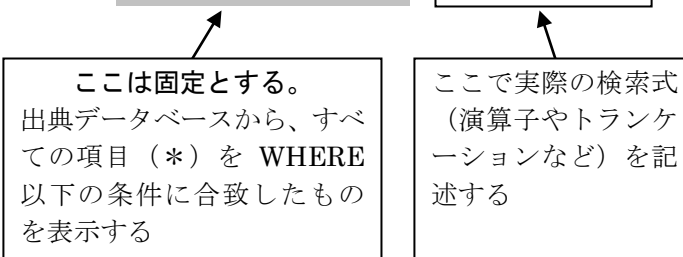 ここは固定とする。
出典データベースから、すべ
ての項目（＊）を WHERE
以下の条件に合致したもの
を表示する
ここで実際の検索式
（演算子やトランケ
ーションなど）を記
述する